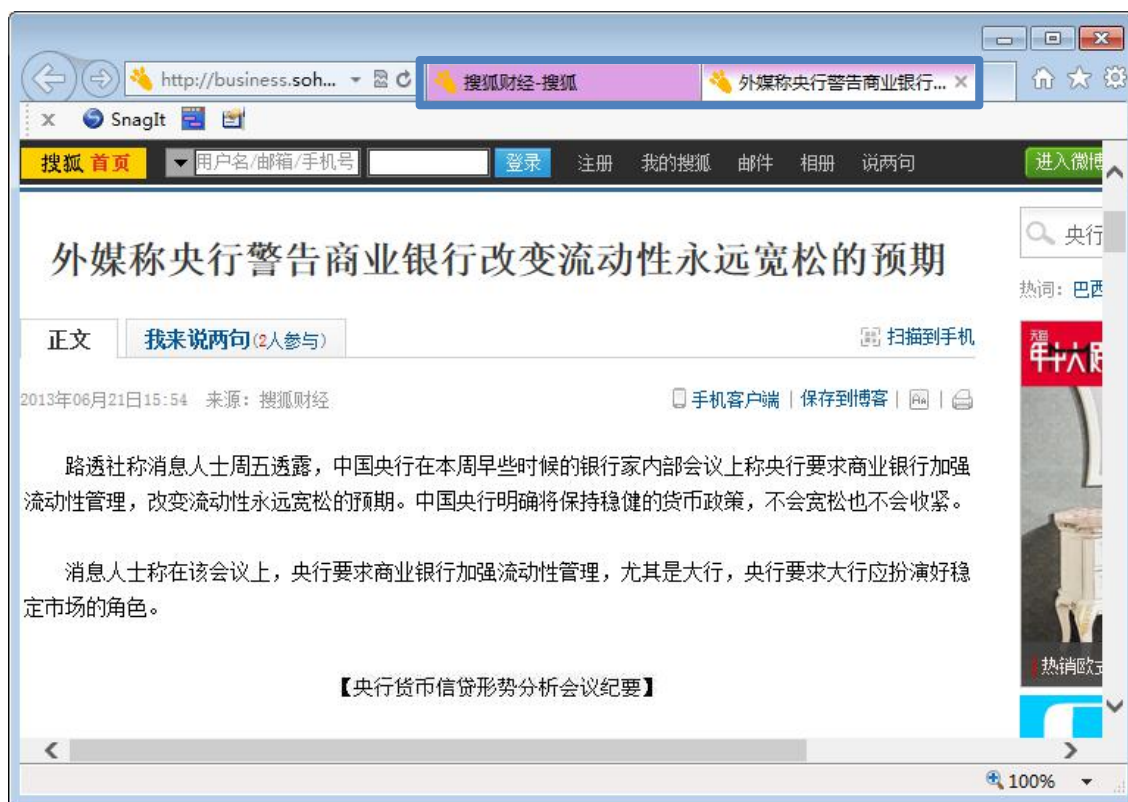 http://business.soh...
搜狐财经-搜狐
外媒称央行警告商业银行...
x SnagIt
搜狐 首页 用户名/邮箱/手机号 登录 注册 我的搜狐 邮件 相册 说两句 进入微博
外媒称央行警告商业银行改变流动性永远宽松的预期
央行
热词：巴西
正文 我来说两句(2人参与) 扫描到手机
2013年06月21日15:54 来源：搜狐财经 手机客户端 | 保存到博客 | Aa |
路透社称消息人士周五透露，中国央行在本周早些时候的银行家内部会议上称央行要求商业银行加强
流动性管理，改变流动性永远宽松的预期。中国央行明确将保持稳健的货币政策，不会宽松也不会收紧。
消息人士称在该会议上，央行要求商业银行加强流动性管理，尤其是大行，央行要求大行应扮演好稳
定市场的角色。
【央行货币信贷形势分析会议纪要】
天猫
热销欧式
100%